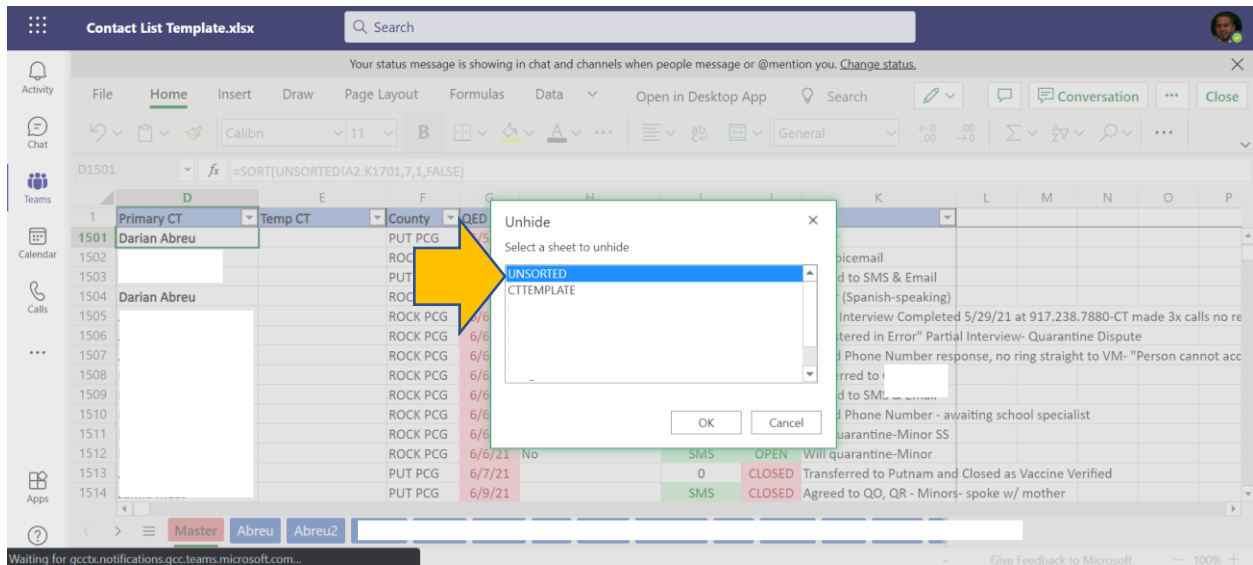 Contact List Template.xlsx
Search
Your status message is showing in chat and channels when people message or @mention you. Change status.
Activity
Chat
Teams
Calendar
Calls
Apps
File Home Insert Draw Page Layout Formulas Data Open in Desktop App Search Conversation Close
Calibri 11 B A General
D1501 fx =SORT(UNSORTED!A2:K1701,7,1,FALSE)
D E F G H I J K L M N O P
1 Primary CT Temp CT County QED
1501 Darian Abreu PUT PCG
1502 ROC oicemail
1503 PUT d to SMS & Email
1504 Darian Abreu ROC (Spanish-speaking)
1505 ROCK PCG Interview Completed 5/29/21 at 917.238.7880-CT made 3x calls no re
1506 ROCK PCG tered in Error" Partial Interview- Quarantine Dispute
1507 ROCK PCG d Phone Number response, no ring straight to VM- "Person cannot acc
1508 ROCK PCG 6/6 rred to
1509 ROCK PCG 6/6 d to SMS & Email
1510 ROCK PCG 6/6 d Phone Number - awaiting school specialist
1511 ROCK PCG 6/6 uarantine-Minor SS
1512 ROCK PCG 6/6/21 No SMS OPEN Will quarantine-Minor
1513 PUT PCG 6/7/21 0 CLOSED Transferred to Putnam and Closed as Vaccine Verified
1514 PUT PCG 6/9/21 SMS CLOSED Agreed to QO, QR - Minors- spoke w/ mother
Unhide
Select a sheet to unhide
UNSORTED
CTTEMPLATE
OK Cancel
Master Abreu Abreu2
Waiting for gcctx.notifications.gcc.teams.microsoft.com...
Give Feedback to Microsoft 100%